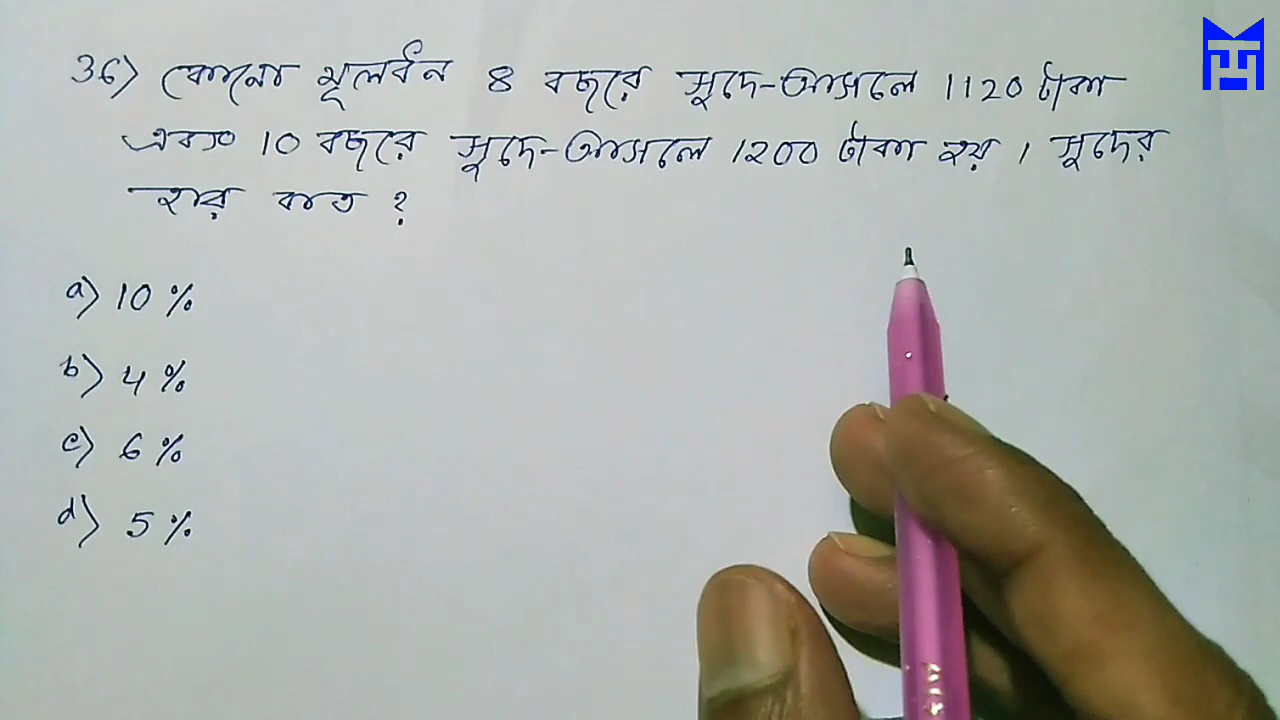 36) কোনো মূলধন 8 বছরে সুদে-আসলে 1120 টাকা
এবং 10 বছরে সুদে-আসলে 1200 টাকা হয়। সুদের
হার কত ?
a) 10 %
b) 4 %
c) 6 %
d) 5 %